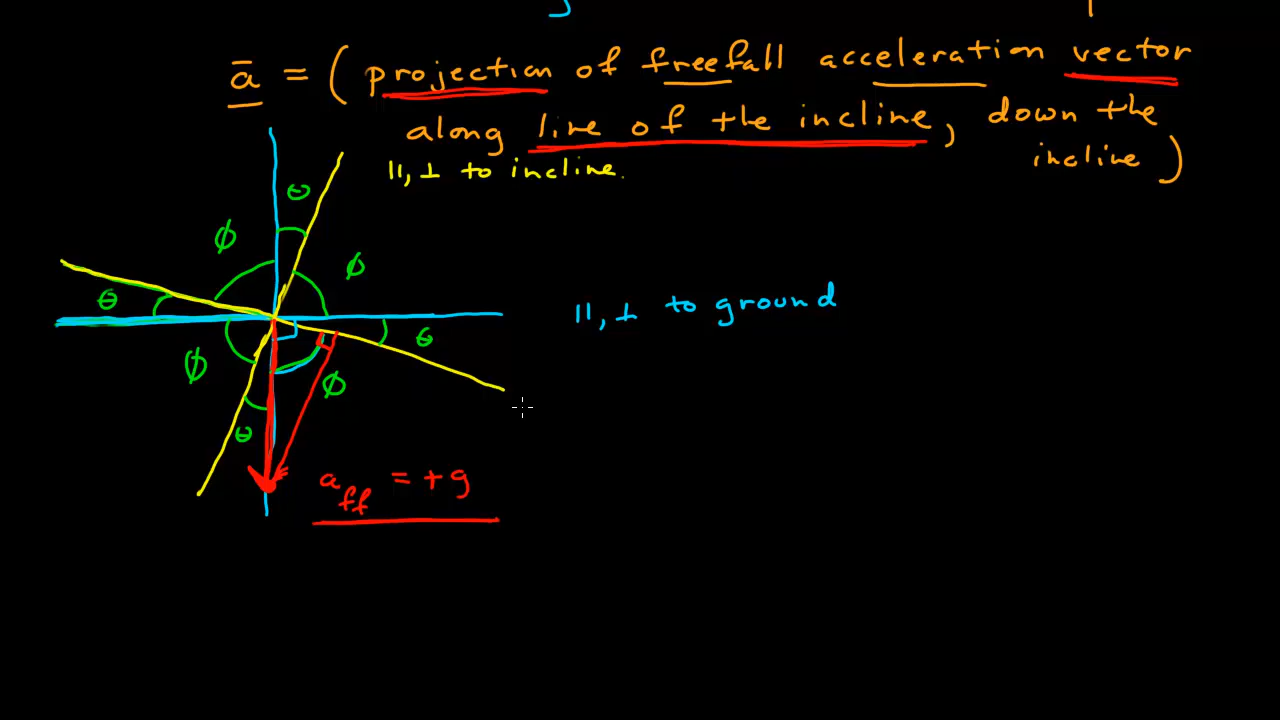 ā = ( projection of freefall acceleration vector
along line of the incline, down the
incline )
||, ⊥ to incline.
θ
ϕ
ϕ
θ
||, ⊥ to ground
θ
ϕ
ϕ
θ
a_ff = +g